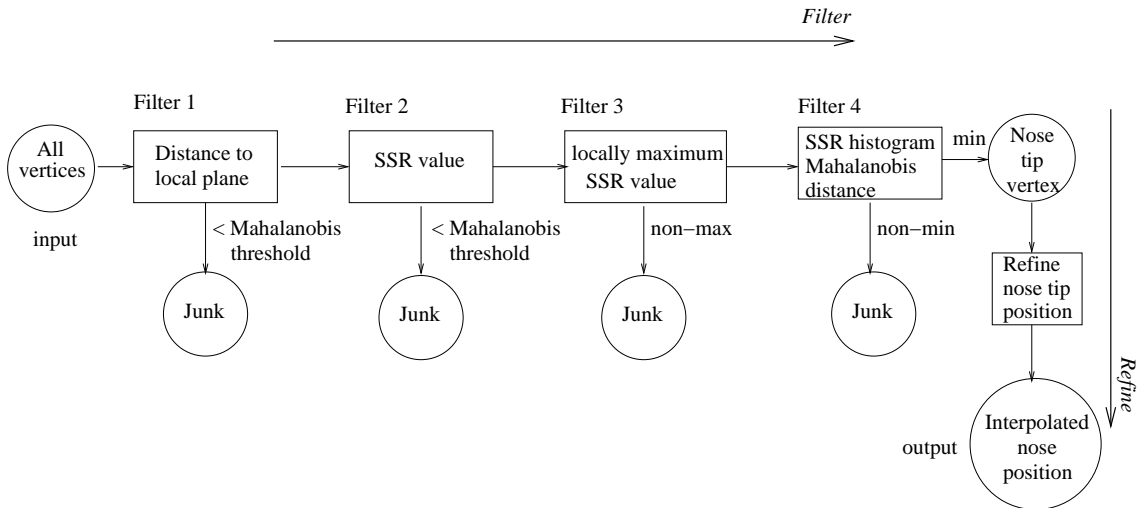 Filter
Filter 1
Filter 2
Filter 3
Filter 4
All
vertices
input
Distance to
local plane
SSR value
locally maximum
SSR value
SSR histogram
Mahalanobis
distance
min
Nose
tip
vertex
< Mahalanobis
threshold
< Mahalanobis
threshold
non−max
non−min
Junk
Junk
Junk
Junk
Refine
nose tip
position
Refine
output
Interpolated
nose
position